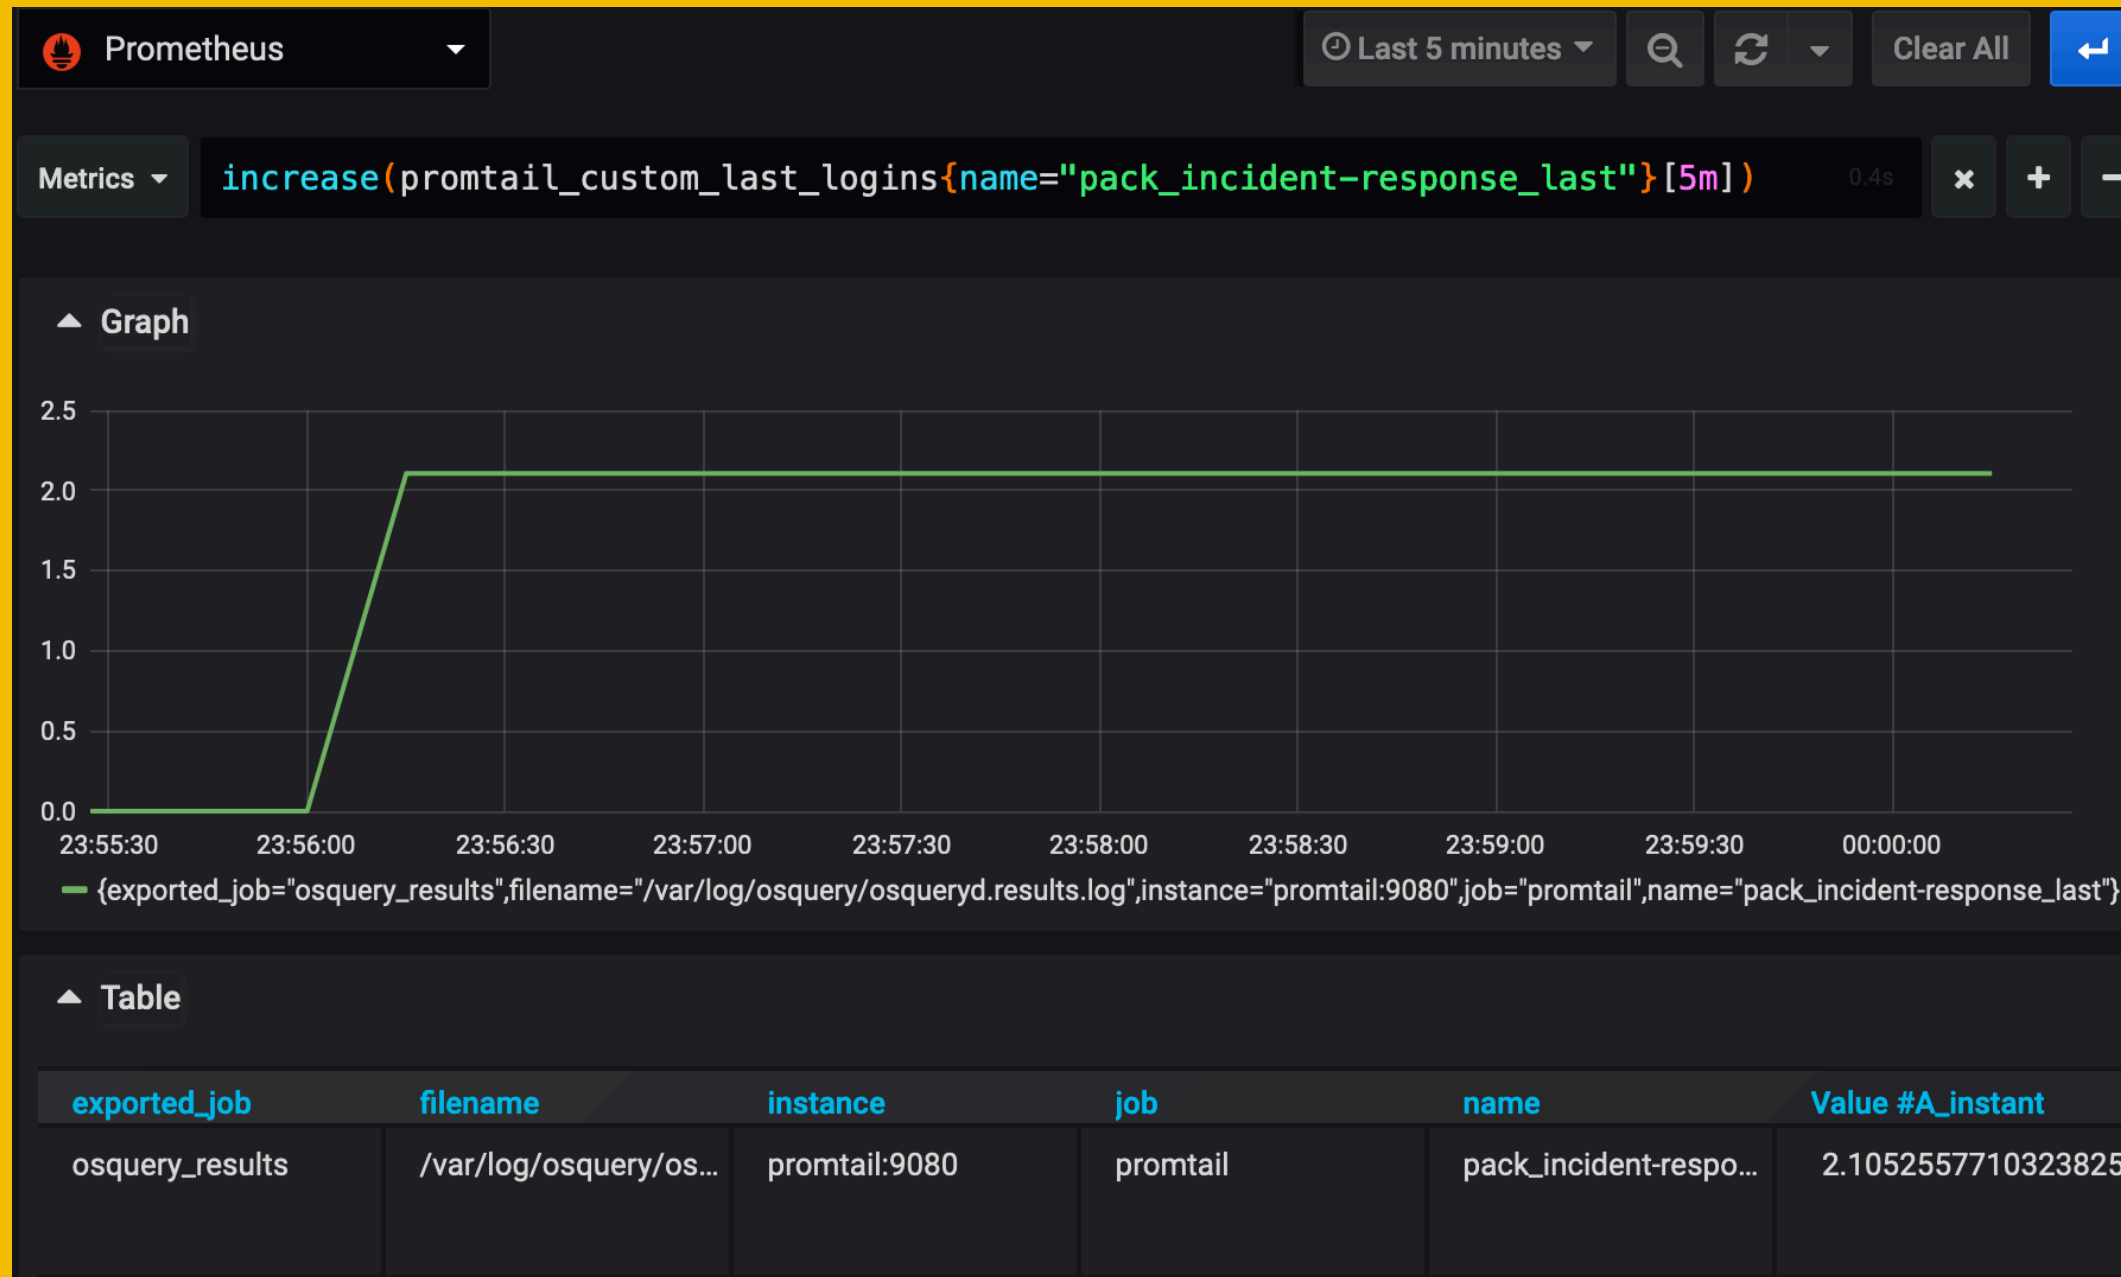 Prometheus
Last 5 minutes
Clear All
Metrics
increase(promtail_custom_last_logins{name="pack_incident-response_last"}[5m])
0.4s
Graph
2.5
2.0
1.5
1.0
0.5
0.0
23:55:30 23:56:00 23:56:30 23:57:00 23:57:30 23:58:00 23:58:30 23:59:00 23:59:30 00:00:00
{exported_job="osquery_results",filename="/var/log/osquery/osqueryd.results.log",instance="promtail:9080",job="promtail",name="pack_incident-response_last"}
Table
exported_job filename instance job name Value #A_instant
osquery_results /var/log/osquery/os... promtail:9080 promtail pack_incident-respo... 2.1052557710323825